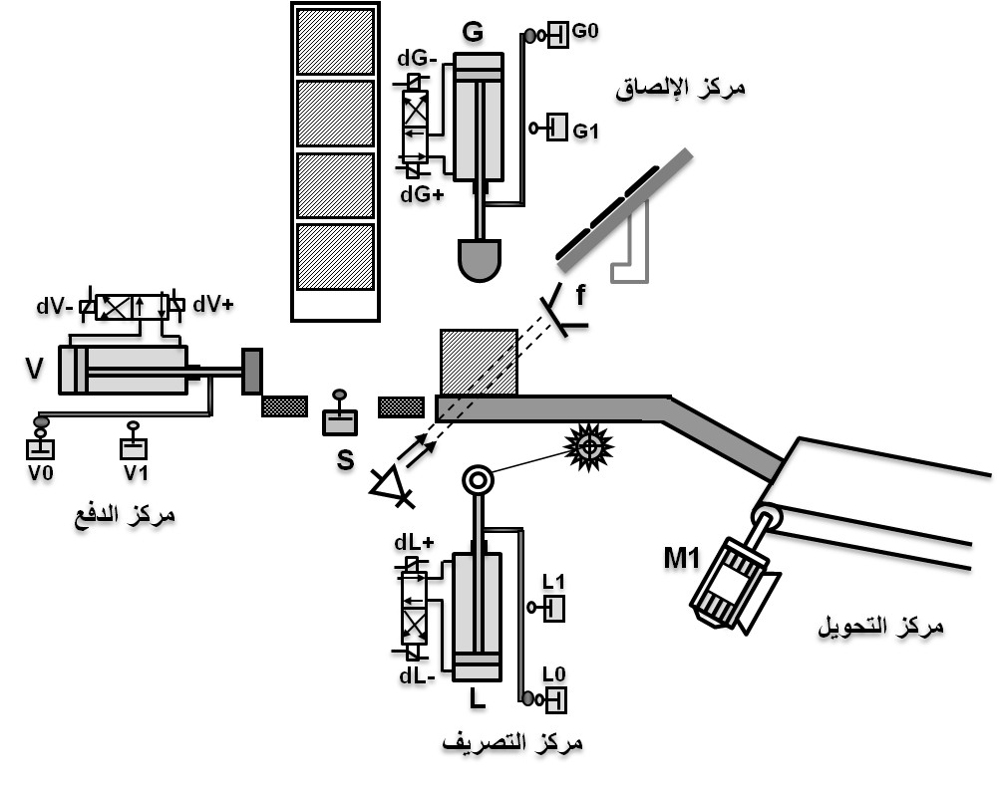 G
G0
dG-
مركز الإلصاق
G1
dG+
f
dV-
dV+
V
S
V0
V1
مركز الدفع
dL+
M1
L1
مركز التحويل
dL-
L0
L
مركز التصريف